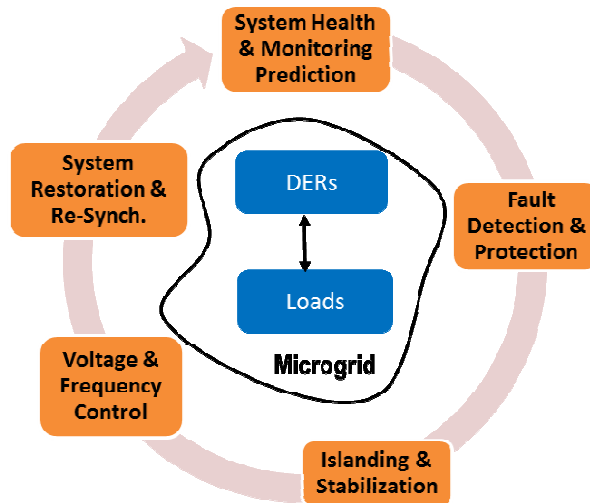 System Health
& Monitoring
Prediction
Fault
Detection &
Protection
Islanding &
Stabilization
Voltage &
Frequency
Control
System
Restoration &
Re-Synch.
DERs
Loads
Microgrid